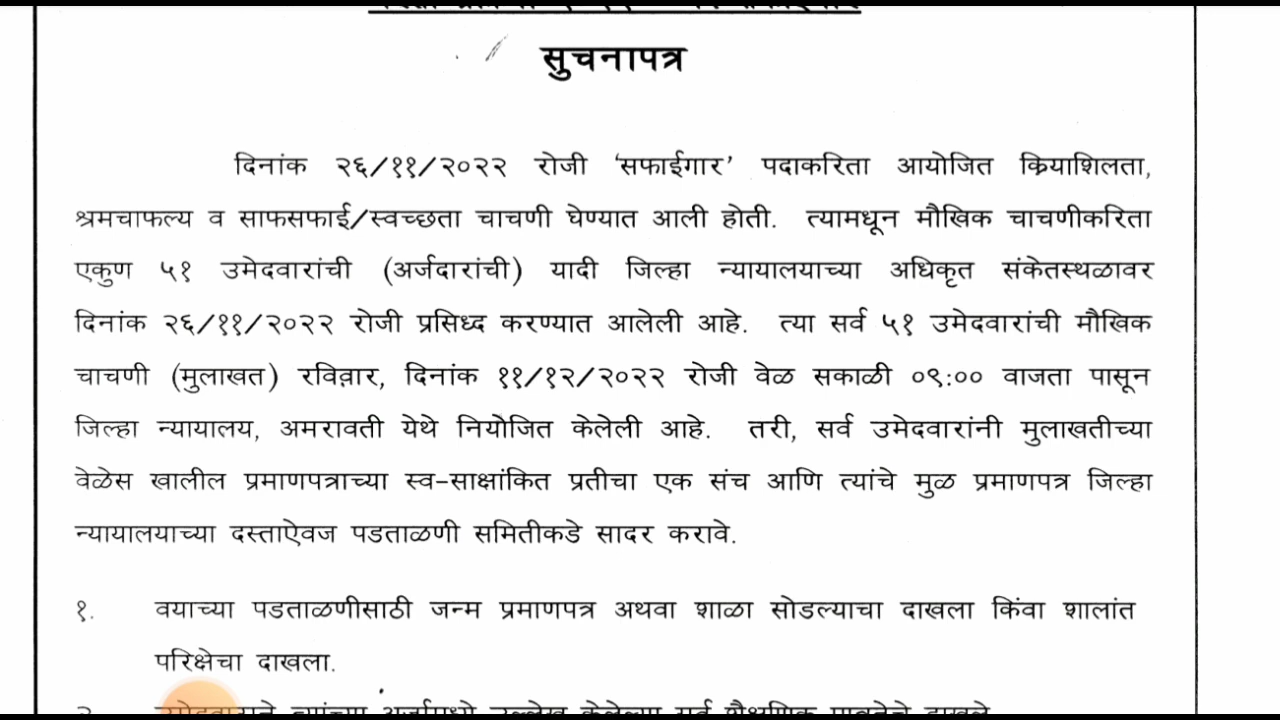 सुचनापत्र
दिनांक २६/११/२०२२ रोजी ‘सफाईगार’ पदाकरिता आयोजित क्रियाशिलता,
श्रमचाफल्य व साफसफाई/स्वच्छता चाचणी घेण्यात आली होती. त्यामधून मौखिक चाचणीकरिता
एकुण ५१ उमेदवारांची (अर्जदारांची) यादी जिल्हा न्यायालयाच्या अधिकृत संकेतस्थळावर
दिनांक २६/११/२०२२ रोजी प्रसिध्द करण्यात आलेली आहे. त्या सर्व ५१ उमेदवारांची मौखिक
चाचणी (मुलाखत) रविवार, दिनांक ११/१२/२०२२ रोजी वेळ सकाळी ०९:०० वाजता पासून
जिल्हा न्यायालय, अमरावती येथे नियोजित केलेली आहे. तरी, सर्व उमेदवारांनी मुलाखतीच्या
वेळेस खालील प्रमाणपत्राच्या स्व-साक्षांकित प्रतीचा एक संच आणि त्यांचे मुळ प्रमाणपत्र जिल्हा
न्यायालयाच्या दस्ताऐवज पडताळणी समितीकडे सादर करावे.
१. वयाच्या पडताळणीसाठी जन्म प्रमाणपत्र अथवा शाळा सोडल्याचा दाखला किंवा शालांत
परिक्षेचा दाखला.